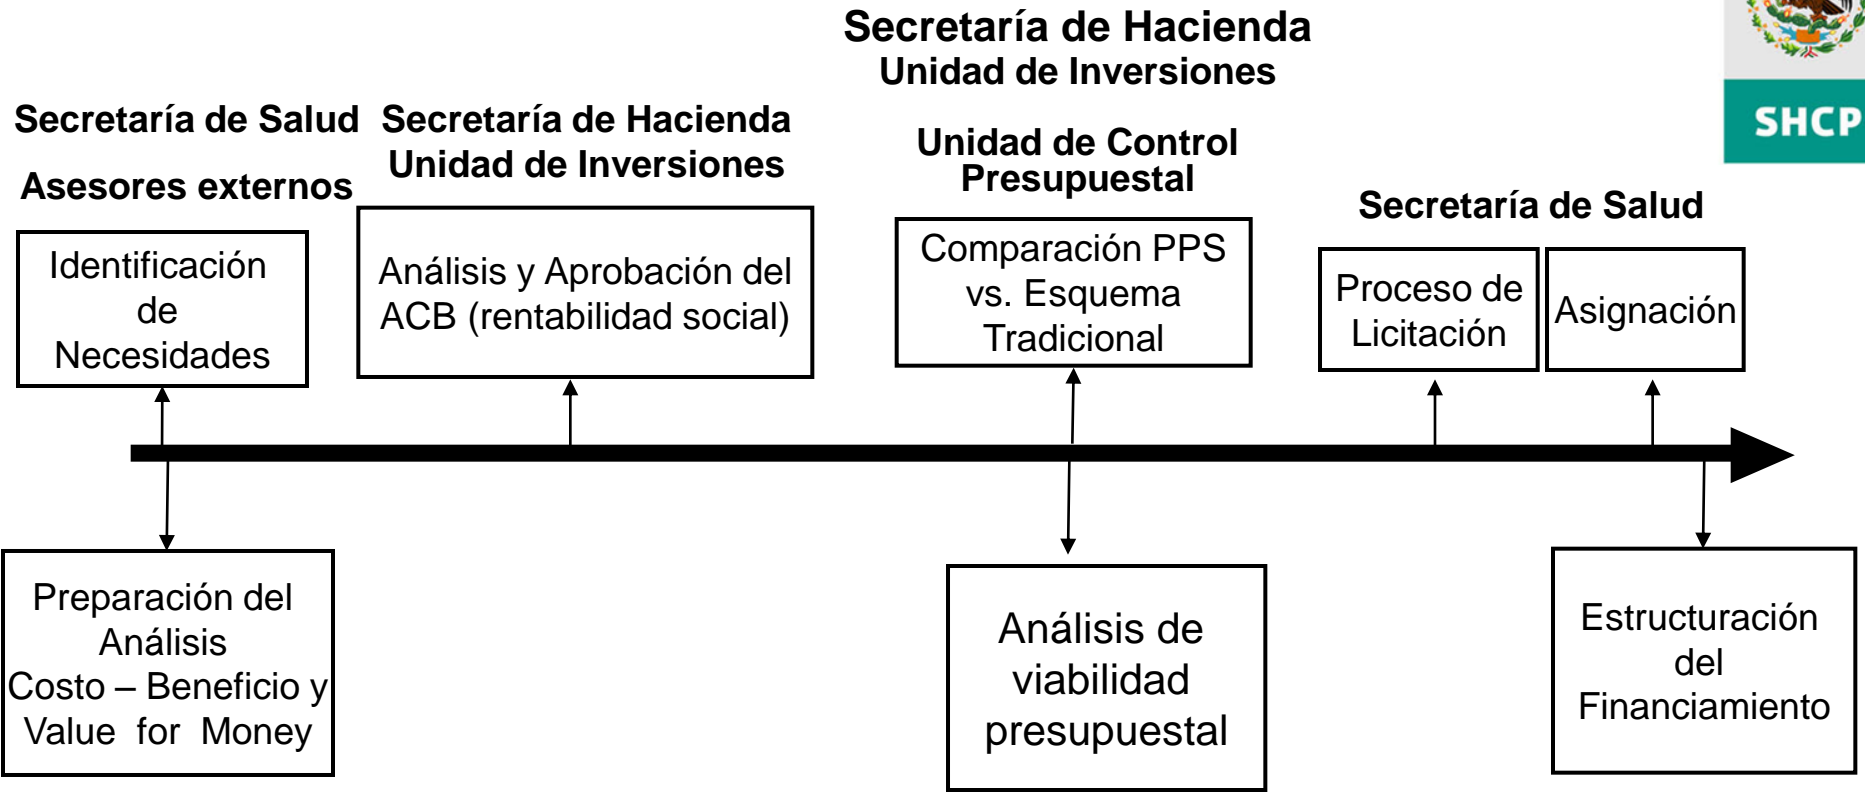 Secretaría de Hacienda
Unidad de Inversiones
SHCP
Secretaría de Salud
Asesores externos
Secretaría de Hacienda
Unidad de Inversiones
Unidad de Control
Presupuestal
Secretaría de Salud
Identificación
de
Necesidades
Análisis y Aprobación del
ACB (rentabilidad social)
Comparación PPS
vs. Esquema
Tradicional
Proceso de
Licitación
Asignación
Preparación del
Análisis
Costo – Beneficio y
Value for Money
Análisis de
viabilidad
presupuestal
Estructuración
del
Financiamiento